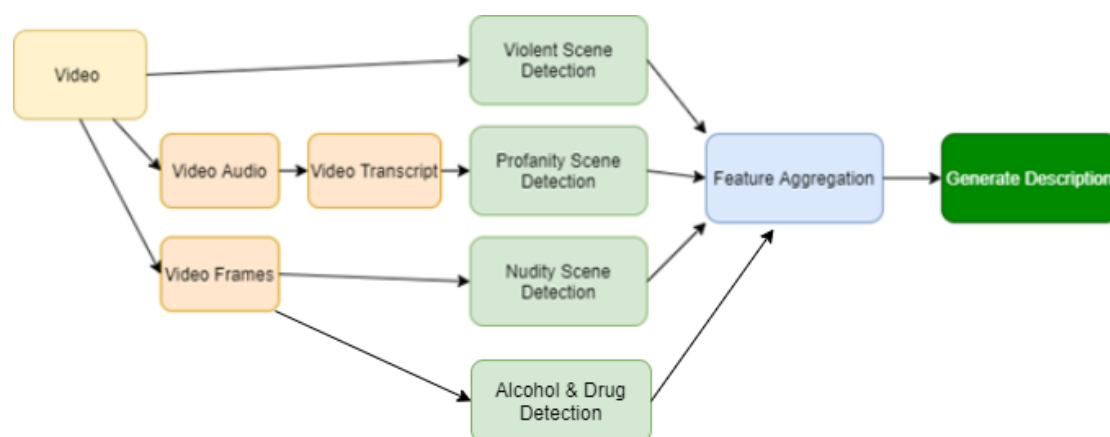 Video
Violent Scene
Detection
Video Audio
Video Transcript
Profanity Scene
Detection
Feature Aggregation
Generate Description
Video Frames
Nudity Scene
Detection
Alcohol & Drug
Detection